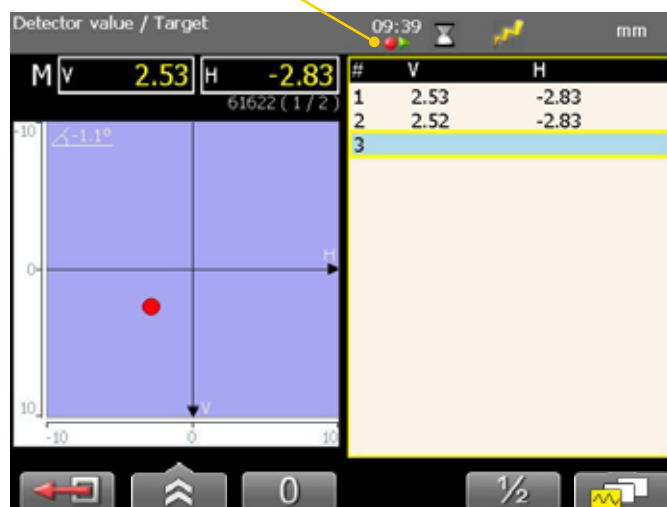 Detector value / Target
09:39
mm
M V 2.53 H -2.83
61622 ( 1 / 2 )
# V H
1 2.53 -2.83
2 2.52 -2.83
3
-10
-1.1°
H
0
10
V
-10 0 10
0
½